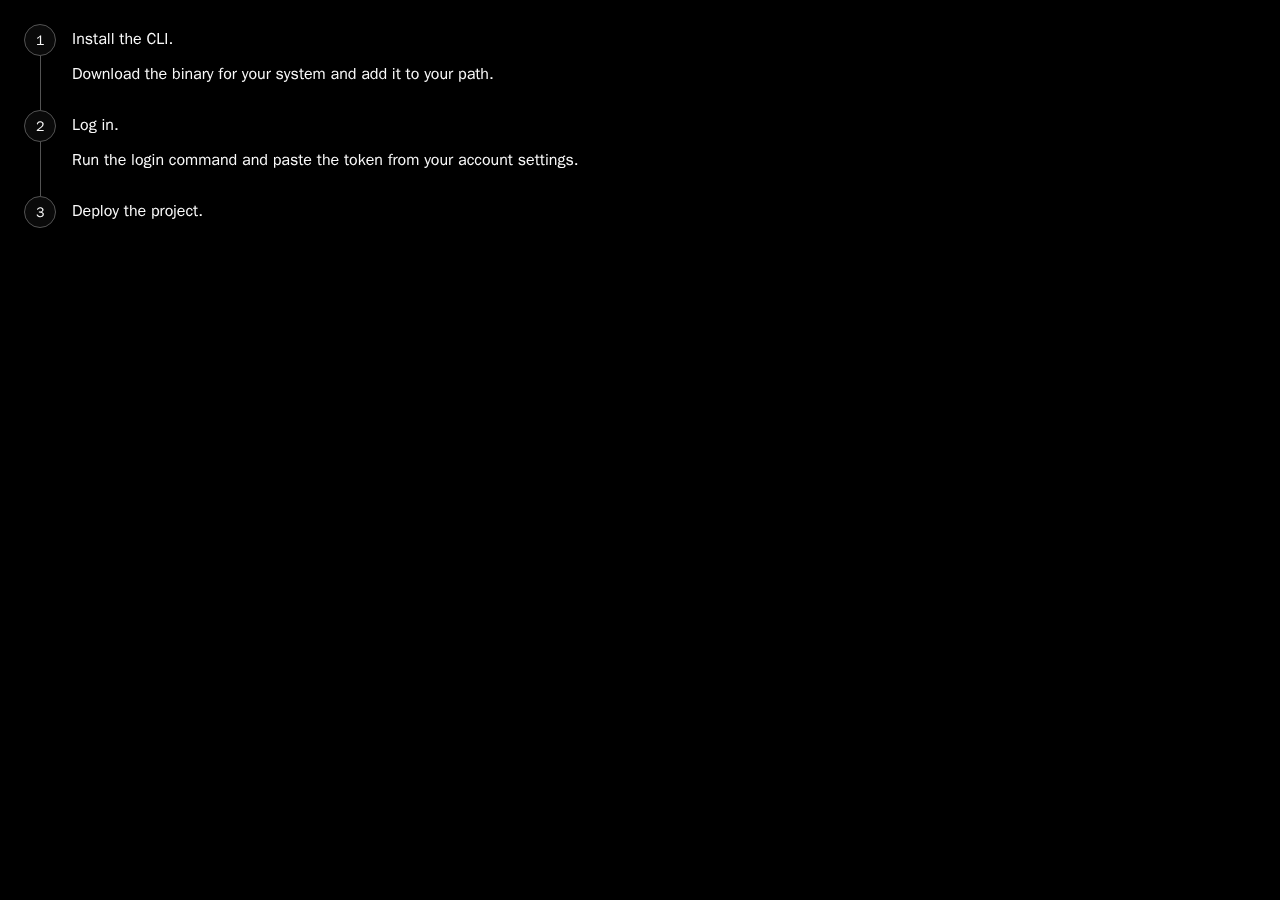 1 Install the CLI.
Download the binary for your system and add it to your path.
2 Log in.
Run the login command and paste the token from your account settings.
3 Deploy the project.